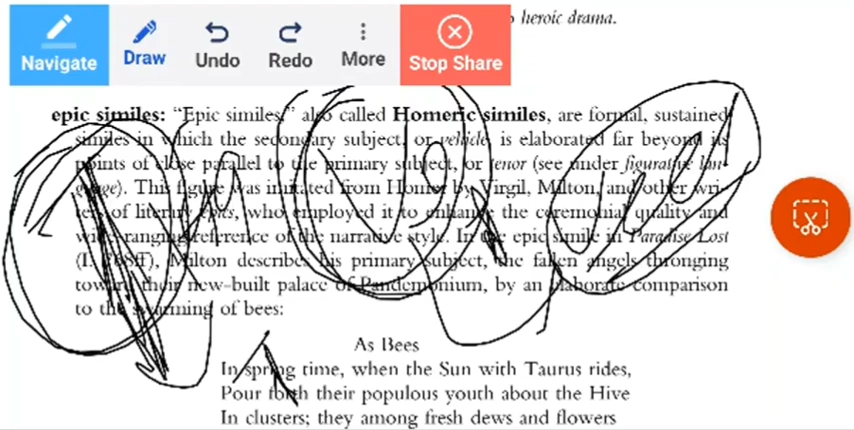 heroic drama.
Navigate Draw Undo Redo More Stop Share
epic similes: “Epic similes,” also called Homeric similes, are formal, sustained
similes in which the secondary subject, or vehicle, is elaborated far beyond its
points of close parallel to the primary subject, or tenor (see under figurative lan-
guage). This figure was imitated from Homer by Virgil, Milton, and other wri-
ters of literary epics, who employed it to enhance the ceremonial quality and
wide-ranging reference of the narrative style. In the epic simile in Paradise Lost
(I. 768ff), Milton describes his primary subject, the fallen angels thronging
toward their new-built palace of Pandemonium, by an elaborate comparison
to the swarming of bees:
As Bees
In spring time, when the Sun with Taurus rides,
Pour forth their populous youth about the Hive
In clusters; they among fresh dews and flowers